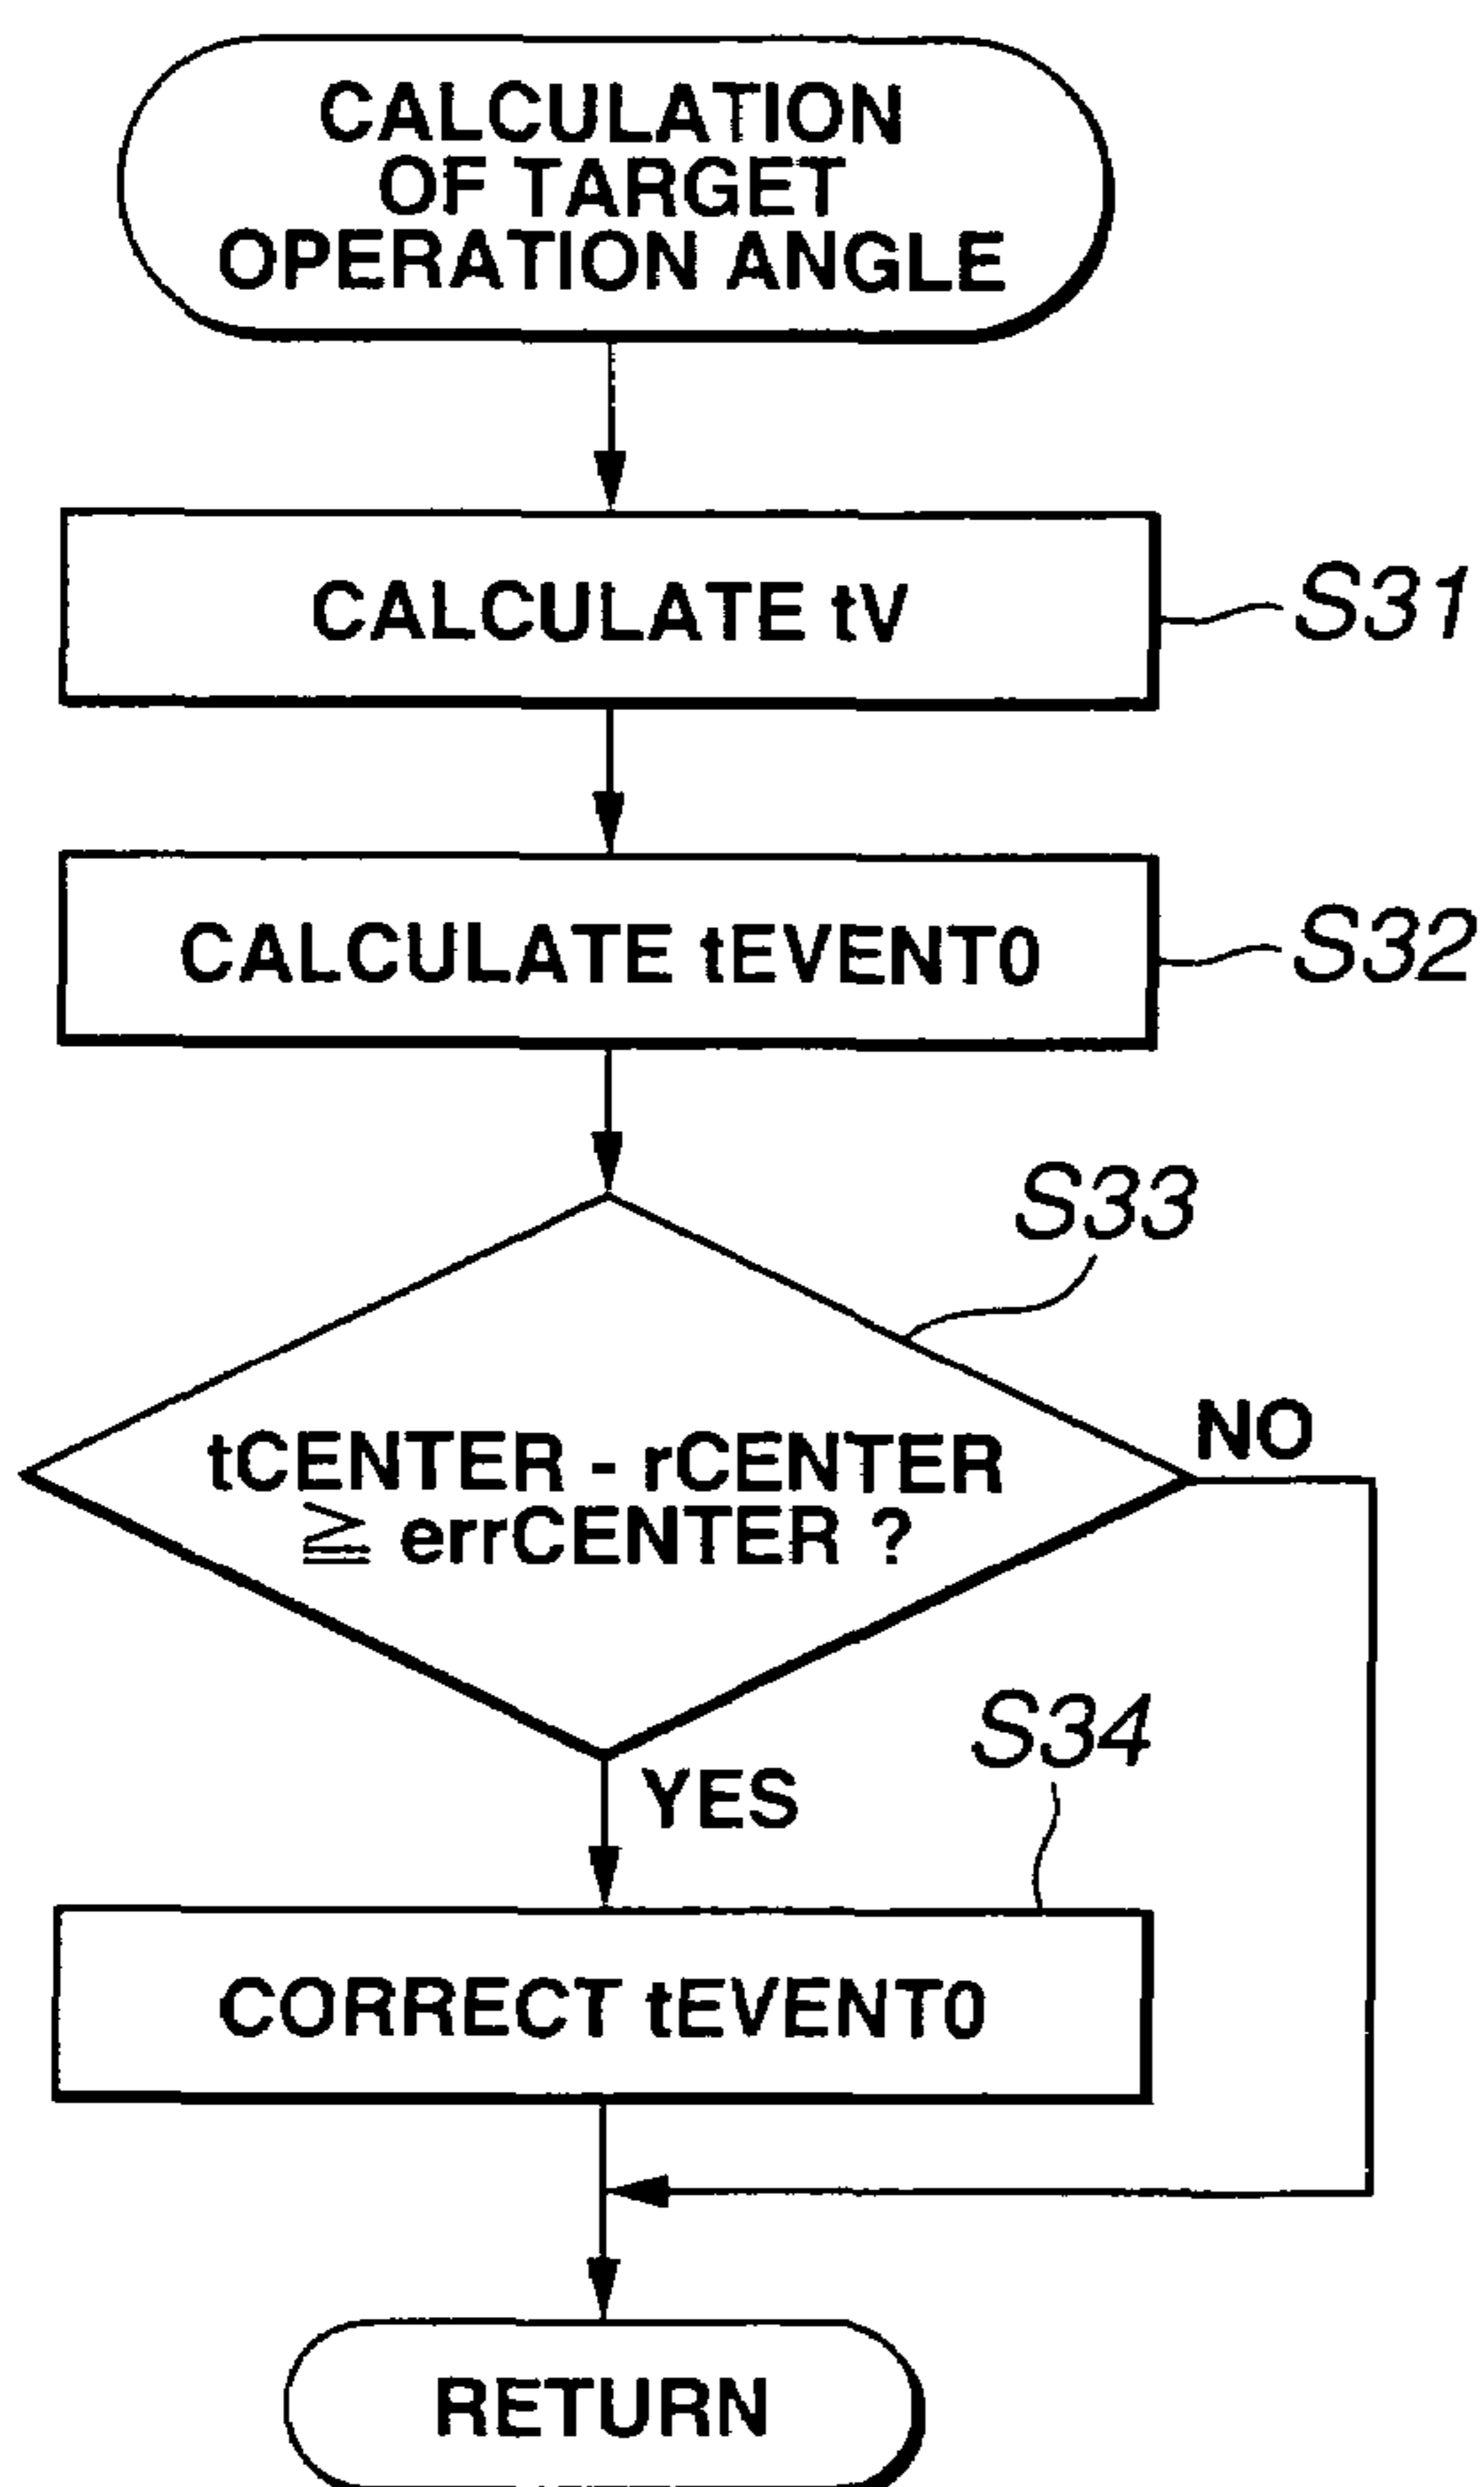 CALCULATION
OF TARGET
OPERATION ANGLE
CALCULATE tV
S31
CALCULATE tEVENT0
S32
S33
tCENTER - rCENTER
≧ errCENTER ?
NO
YES
S34
CORRECT tEVENT0
RETURN